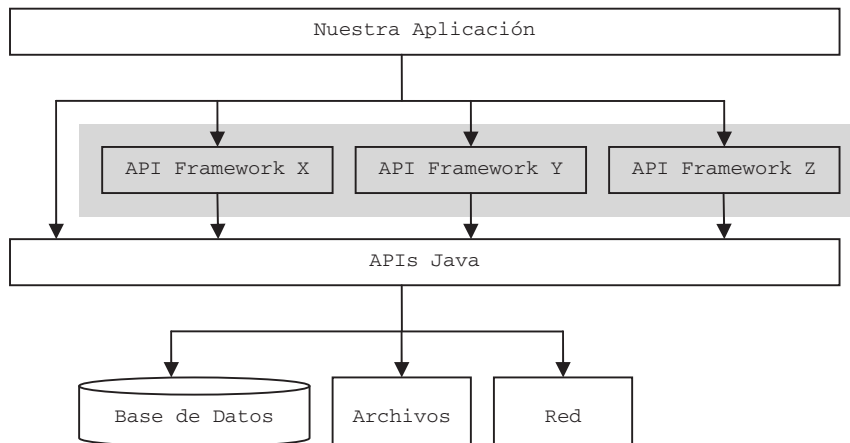 Nuestra Aplicación
API Framework X
API Framework Y
API Framework Z
APIs Java
Base de Datos
Archivos
Red